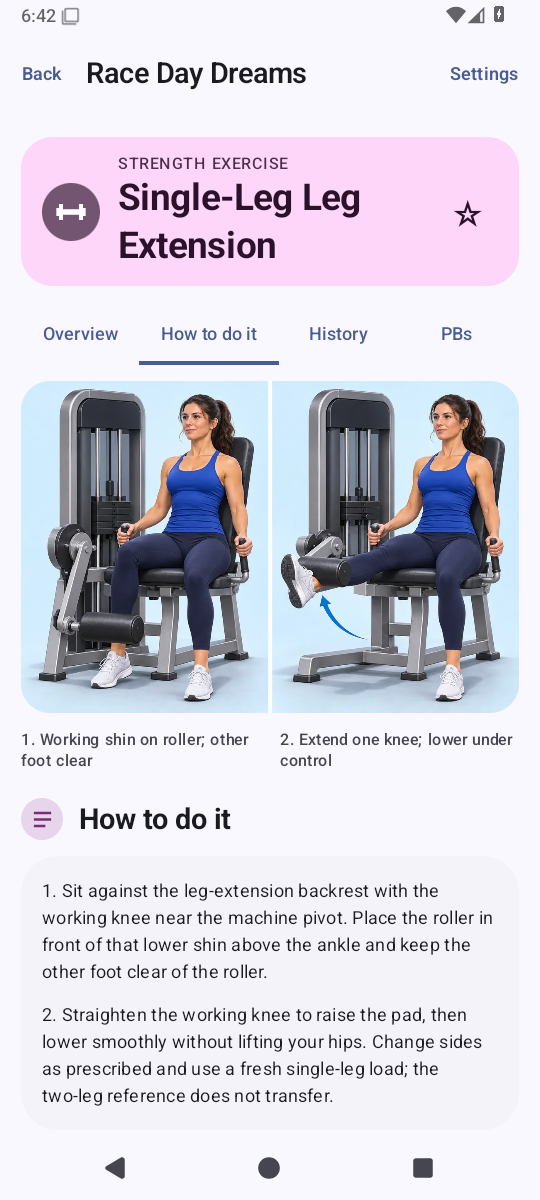 6:42
Back Race Day Dreams Settings
STRENGTH EXERCISE
Single-Leg Leg
Extension
Overview How to do it History PBs
1. Working shin on roller; other
foot clear
2. Extend one knee; lower under
control
How to do it
1. Sit against the leg-extension backrest with the
working knee near the machine pivot. Place the roller in
front of that lower shin above the ankle and keep the
other foot clear of the roller.
2. Straighten the working knee to raise the pad, then
lower smoothly without lifting your hips. Change sides
as prescribed and use a fresh single-leg load; the
two-leg reference does not transfer.